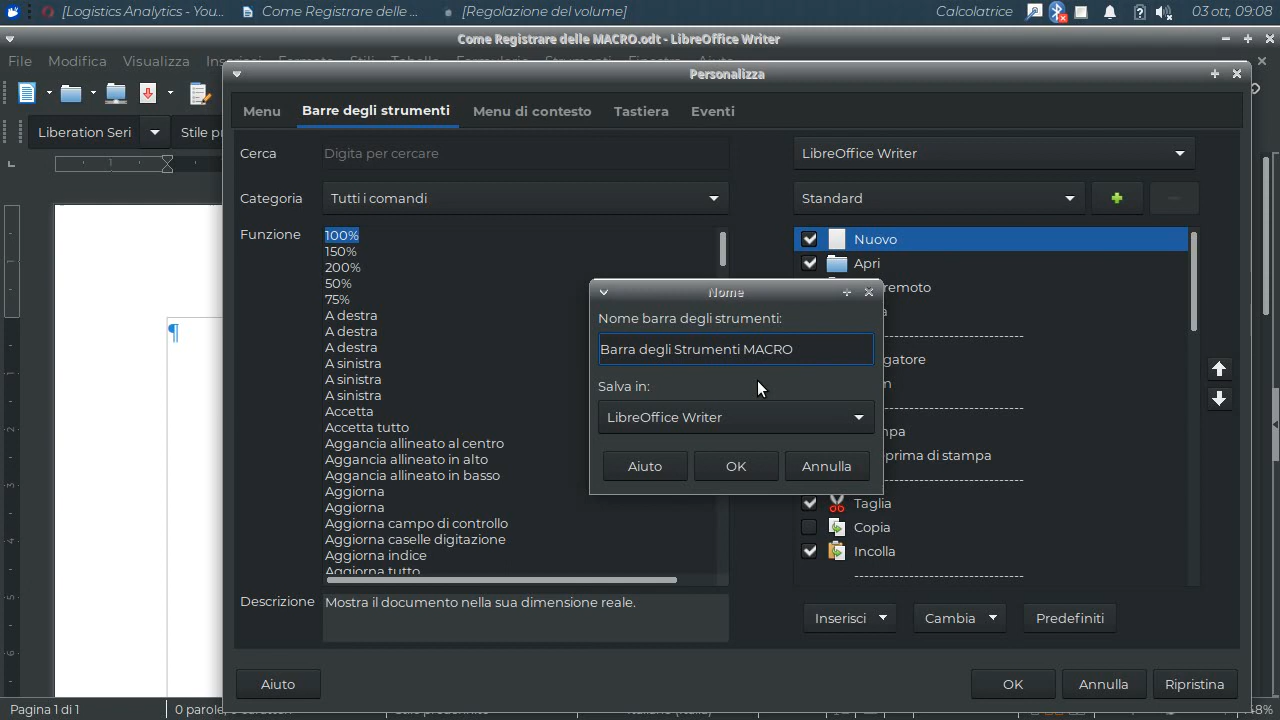 [Logistics Analytics - You...
Come Registrare delle ...
[Regolazione del volume]
Calcolatrice
03 ott, 09:08
Come Registrare delle MACRO.odt - LibreOffice Writer
File Modifica Visualizza
Personalizza
Menu Barre degli strumenti Menu di contesto Tastiera Eventi
Liberation Seri
Cerca
Digita per cercare
LibreOffice Writer
Categoria
Tutti i comandi
Standard
Funzione
100%
150%
200%
50%
75%
A destra
A destra
A destra
A sinistra
A sinistra
A sinistra
Accetta
Accetta tutto
Aggancia allineato al centro
Aggancia allineato in alto
Aggancia allineato in basso
Aggiorna
Aggiorna
Aggiorna campo di controllo
Aggiorna caselle digitazione
Aggiorna indice
Aggiorna tutto
Nuovo
Apri
remoto
Nome
Nome barra degli strumenti:
Barra degli Strumenti MACRO
Salva in:
LibreOffice Writer
Aiuto OK Annulla
prima di stampa
Taglia
Copia
Incolla
Descrizione
Mostra il documento nella sua dimensione reale.
Inserisci Cambia Predefiniti
Aiuto OK Annulla Ripristina
Pagina 1 di 1